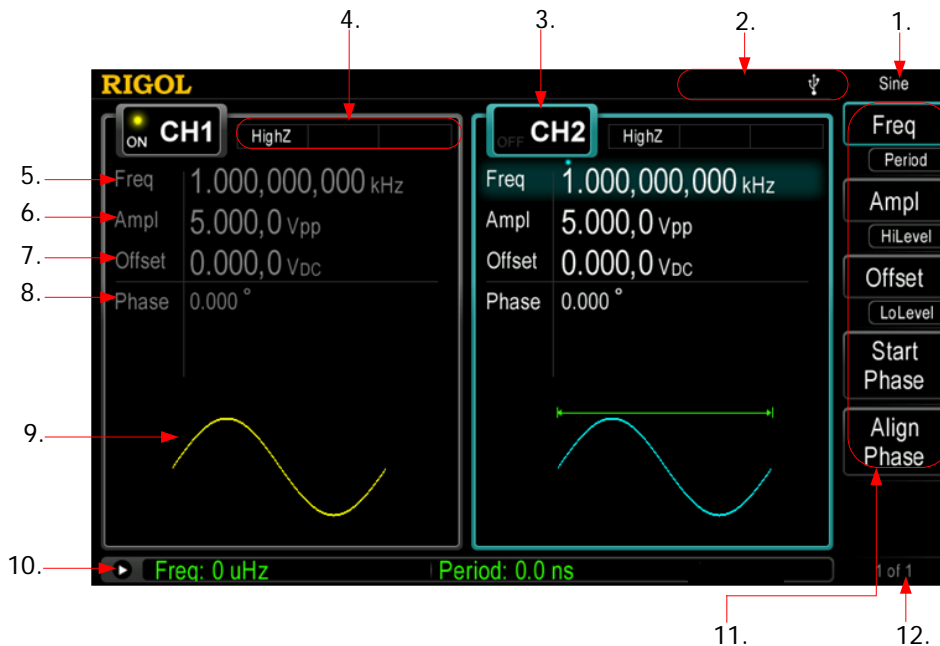 4. 3. 2. 1.
RIGOL Sine
ON CH1 HighZ
OFF CH2 HighZ
5. Freq 1.000,000,000 kHz
6. Ampl 5.000,0 Vpp
7. Offset 0.000,0 VDC
8. Phase 0.000 °
Freq 1.000,000,000 kHz
Ampl 5.000,0 Vpp
Offset 0.000,0 VDC
Phase 0.000 °
9.
Freq
Period
Ampl
HiLevel
Offset
LoLevel
Start
Phase
Align
Phase
10. Freq: 0 uHz Period: 0.0 ns
1 of 1
11. 12.